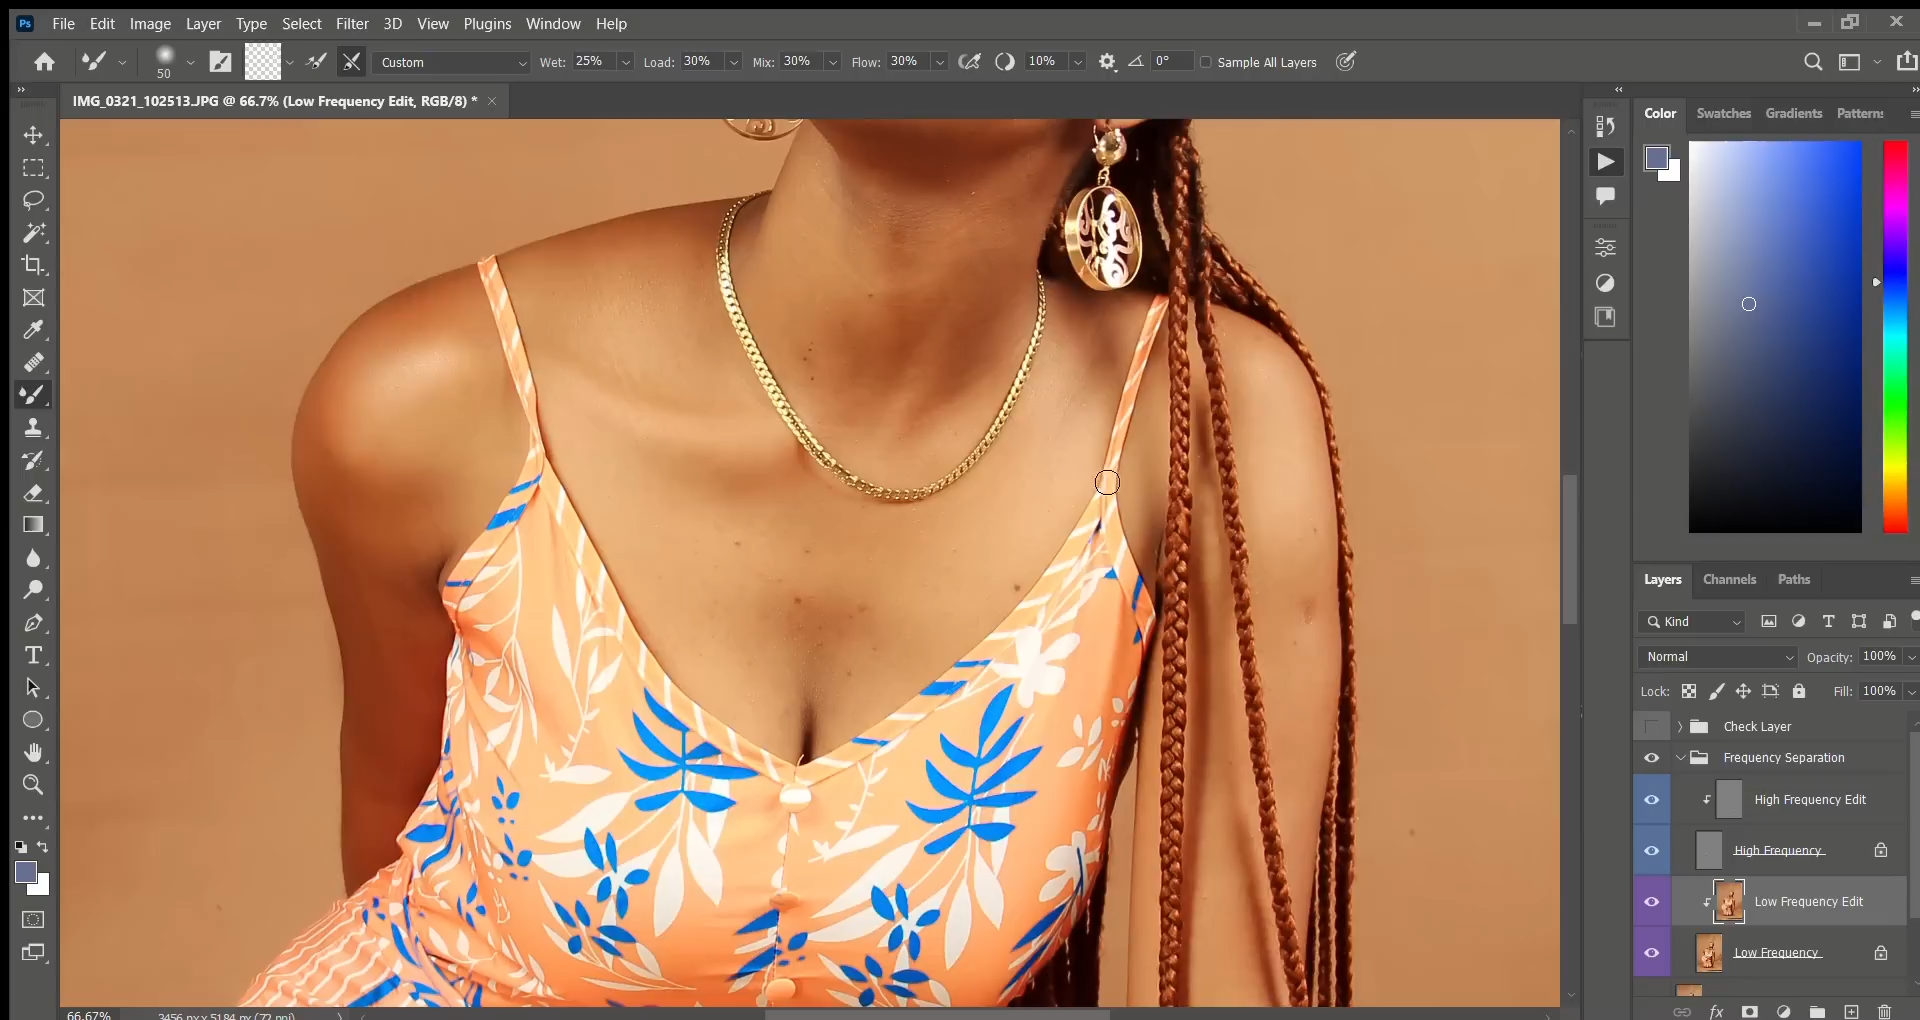 Ps File Edit Image Layer Type Select Filter 3D View Plugins Window Help
50 Custom Wet: 25% Load: 30% Mix: 30% Flow: 30% 10% 0° Sample All Layers
IMG_0321_102513.JPG @ 66.7% (Low Frequency Edit, RGB/8) *
Color Swatches Gradients Patterns
Layers Channels Paths
Kind
Normal Opacity: 100%
Lock: Fill: 100%
Check Layer
Frequency Separation
High Frequency Edit
High Frequency
Low Frequency Edit
Low Frequency
66.67% 3456 px x 5184 px (72 ppi)
fx